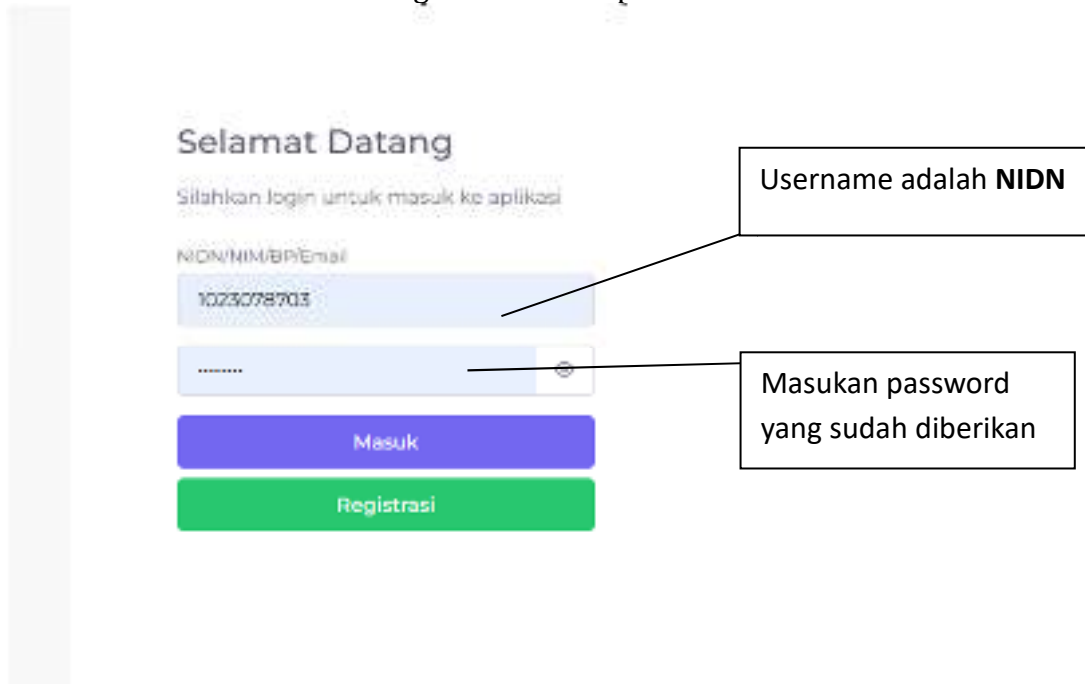 Selamat Datang
Silahkan login untuk masuk ke aplikasi
NIDN/NIM/BP/Email
1023078703
Masuk
Registrasi
Username adalah NIDN
Masukan password
yang sudah diberikan